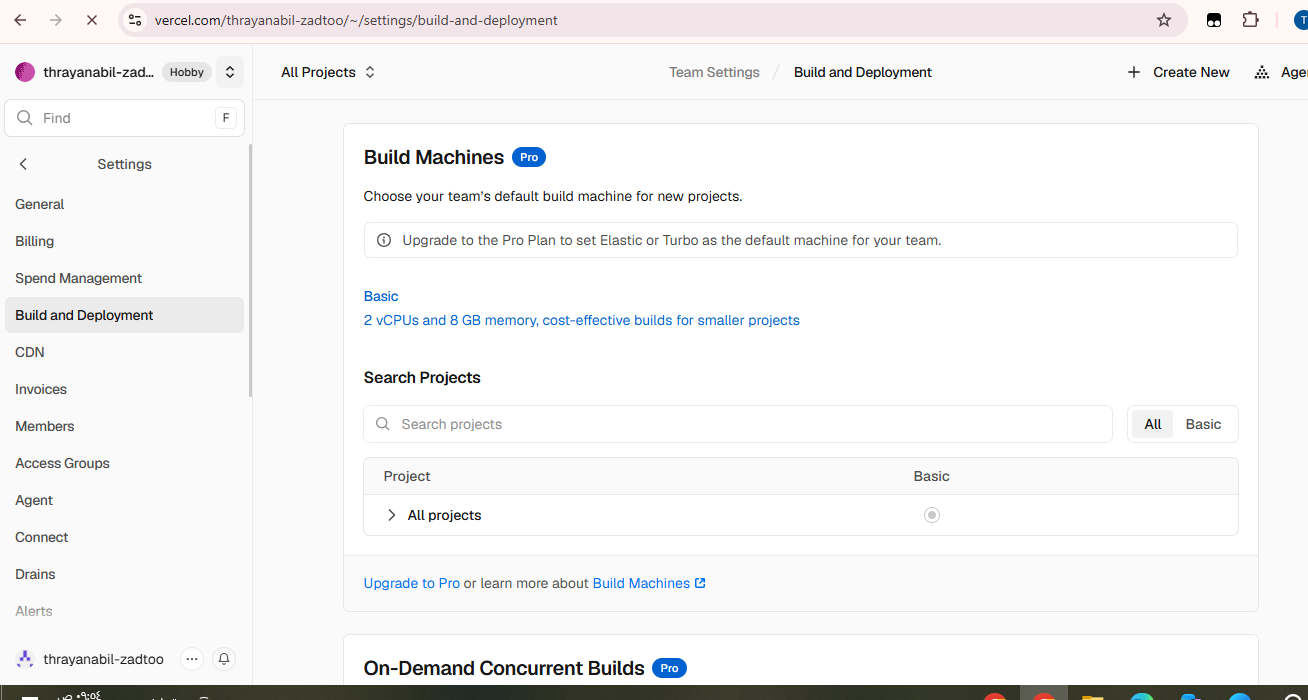 vercel.com/thrayanabil-zadtoo/~/settings/build-and-deployment
T
thrayanabil-zad...
Hobby
All Projects
Team Settings / Build and Deployment
+ Create New
Ager
Find
F
Settings
General
Billing
Spend Management
Build and Deployment
CDN
Invoices
Members
Access Groups
Agent
Connect
Drains
Alerts
thrayanabil-zadtoo
Build Machines Pro
Choose your team's default build machine for new projects.
Upgrade to the Pro Plan to set Elastic or Turbo as the default machine for your team.
Basic
2 vCPUs and 8 GB memory, cost-effective builds for smaller projects
Search Projects
Search projects
All Basic
Project Basic
All projects
Upgrade to Pro or learn more about Build Machines
On-Demand Concurrent Builds Pro